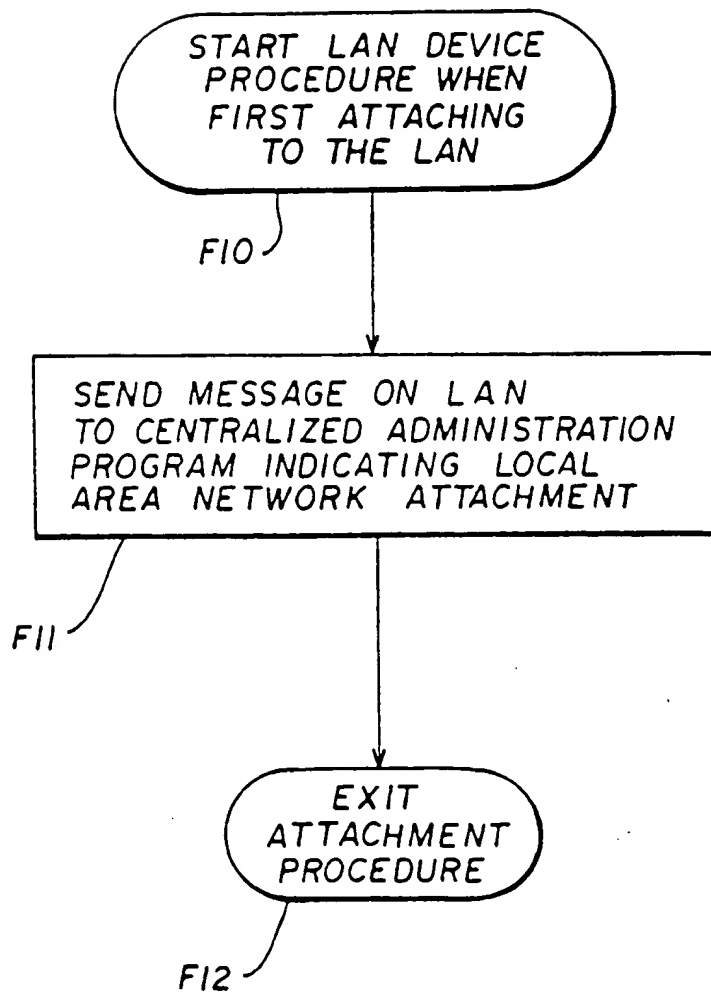 START LAN DEVICE
PROCEDURE WHEN
FIRST ATTACHING
TO THE LAN
F10
SEND MESSAGE ON LAN
TO CENTRALIZED ADMINISTRATION
PROGRAM INDICATING LOCAL
AREA NETWORK ATTACHMENT
F11
EXIT
ATTACHMENT
PROCEDURE
F12